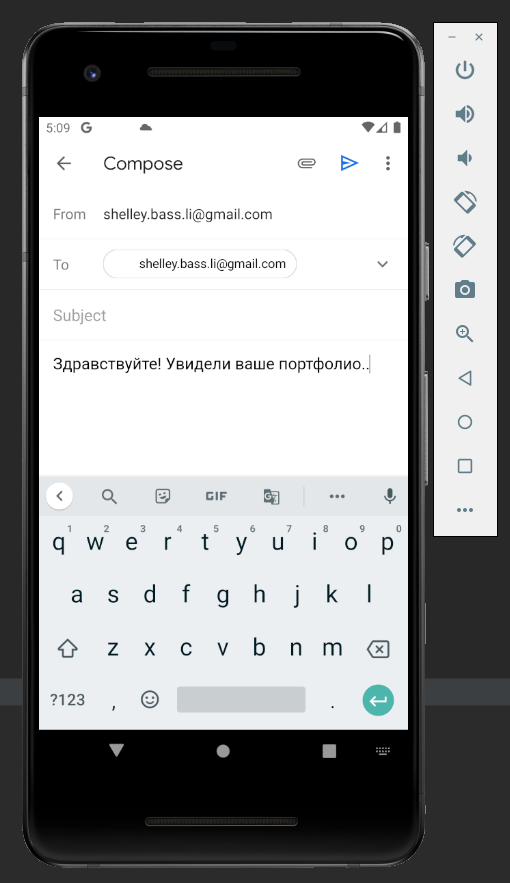 5:09 G
Compose
From shelley.bass.li@gmail.com
To shelley.bass.li@gmail.com
Subject
Здравствуйте! Увидели ваше портфолио..
GIF G
1 2 3 4 5 6 7 8 9 0
q w e r t y u i o p
a s d f g h j k l
z x c v b n m
?123 , .